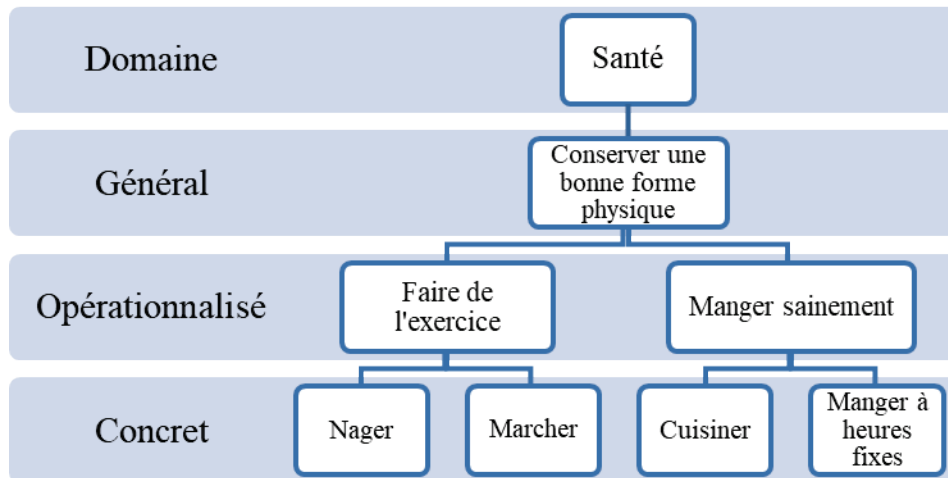 Domaine
Santé
Général
Conserver une
bonne forme
physique
Opérationnalisé
Faire de
l'exercice
Manger sainement
Concret
Nager
Marcher
Cuisiner
Manger à
heures
fixes